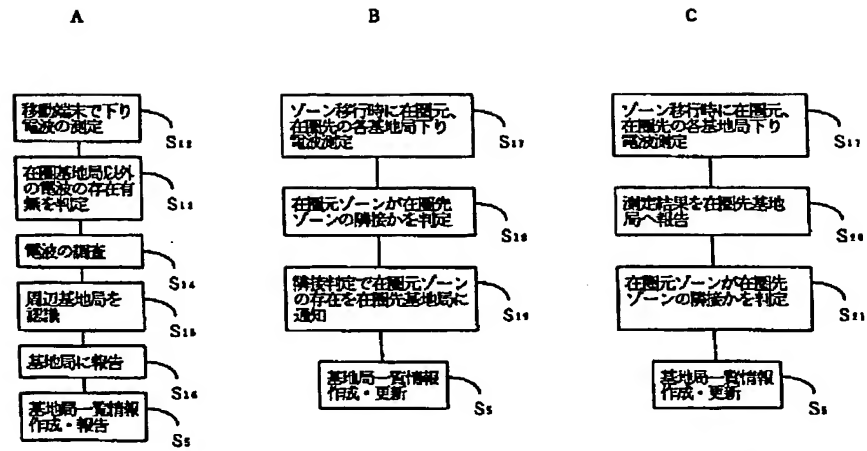 A
移動端末で下り
電波の測定
S12
在圏基地局以外
の電波の存在有
無を判定
S13
電波の調査
S14
周辺基地局を
認識
S15
基地局に報告
S16
基地局一覧情報
作成・報告
S5
B
ゾーン移行時に在圏元、
在圏先の各基地局下り
電波測定
S17
在圏元ゾーンが在圏先
ゾーンの隣接かを判定
S18
隣接判定で在圏元ゾーン
の存在を在圏先基地局に
通知
S19
基地局一覧情報
作成・更新
S5
C
ゾーン移行時に在圏元、
在圏先の各基地局下り
電波測定
S17
測定結果を在圏先基地
局へ報告
S20
在圏元ゾーンが在圏先
ゾーンの隣接かを判定
S21
基地局一覧情報
作成・更新
S5